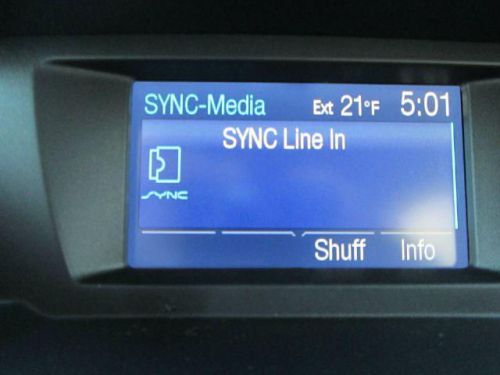 SYNC-Media Ext 21°F 5:01
SYNC Line In
SYNC
Shuff Info